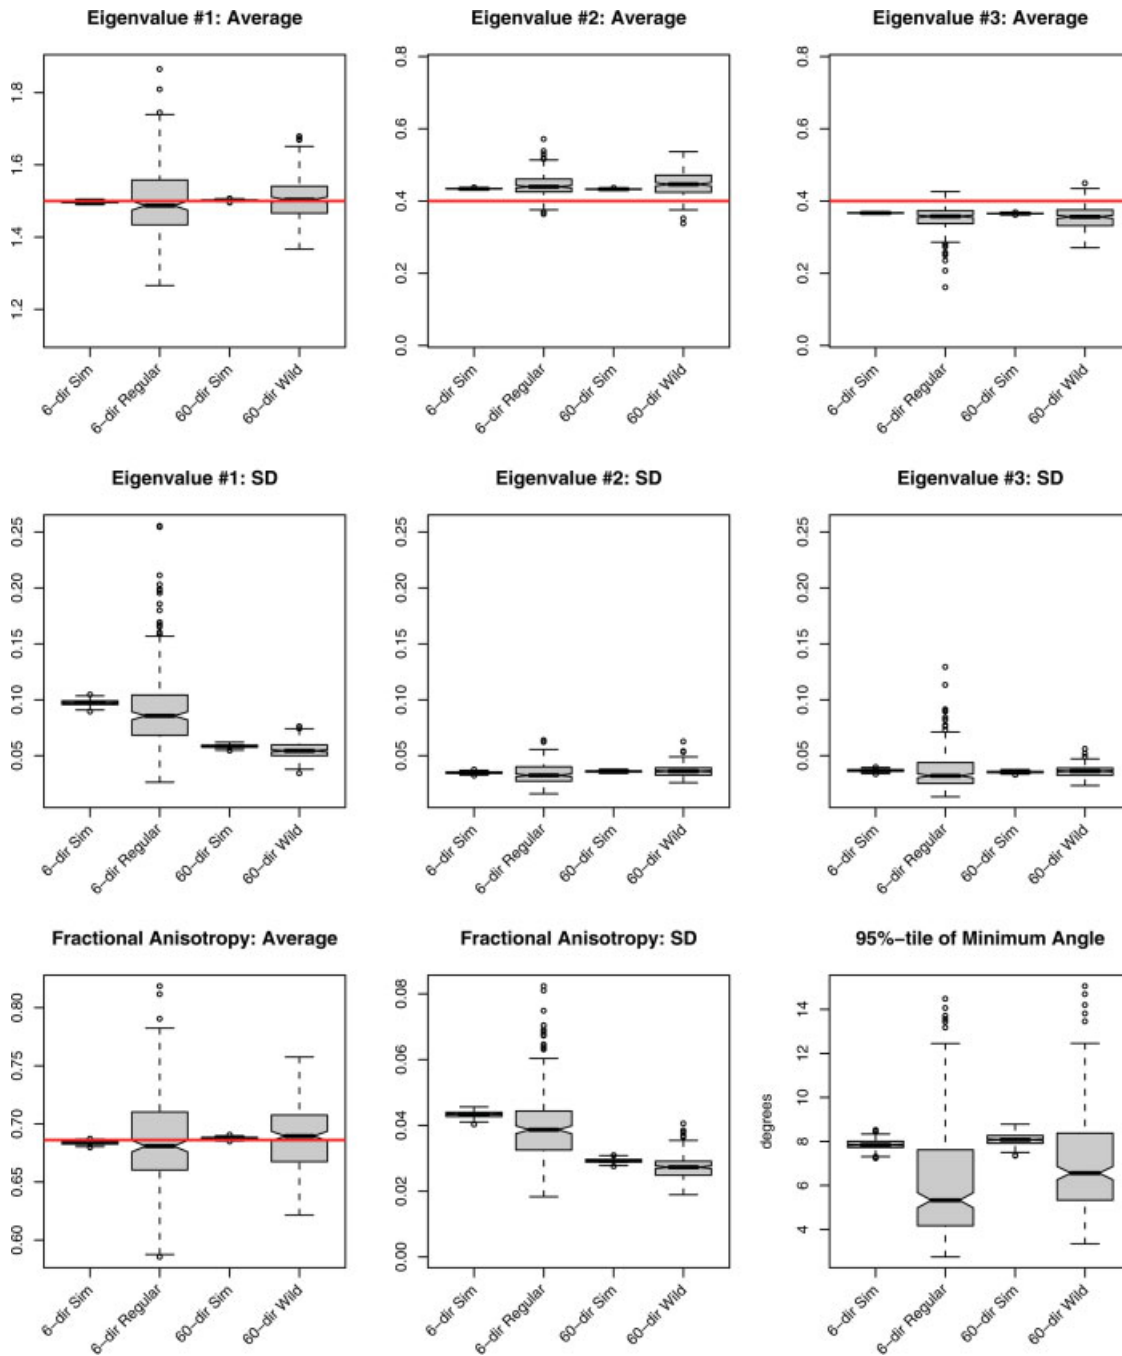 Eigenvalue #1: Average
1.8
1.6
1.4
1.2
6-dir Sim
6-dir Regular
60-dir Sim
60-dir Wild
Eigenvalue #2: Average
0.8
0.6
0.4
0.2
0.0
6-dir Sim
6-dir Regular
60-dir Sim
60-dir Wild
Eigenvalue #3: Average
0.8
0.6
0.4
0.2
0.0
6-dir Sim
6-dir Regular
60-dir Sim
60-dir Wild
Eigenvalue #1: SD
0.25
0.20
0.15
0.10
0.05
6-dir Sim
6-dir Regular
60-dir Sim
60-dir Wild
Eigenvalue #2: SD
0.25
0.20
0.15
0.10
0.05
6-dir Sim
6-dir Regular
60-dir Sim
60-dir Wild
Eigenvalue #3: SD
0.25
0.20
0.15
0.10
0.05
6-dir Sim
6-dir Regular
60-dir Sim
60-dir Wild
Fractional Anisotropy: Average
0.80
0.75
0.70
0.65
0.60
6-dir Sim
6-dir Regular
60-dir Sim
60-dir Wild
Fractional Anisotropy: SD
0.08
0.06
0.04
0.02
0.00
6-dir Sim
6-dir Regular
60-dir Sim
60-dir Wild
95%-tile of Minimum Angle
degrees
14
12
10
8
6
4
6-dir Sim
6-dir Regular
60-dir Sim
60-dir Wild